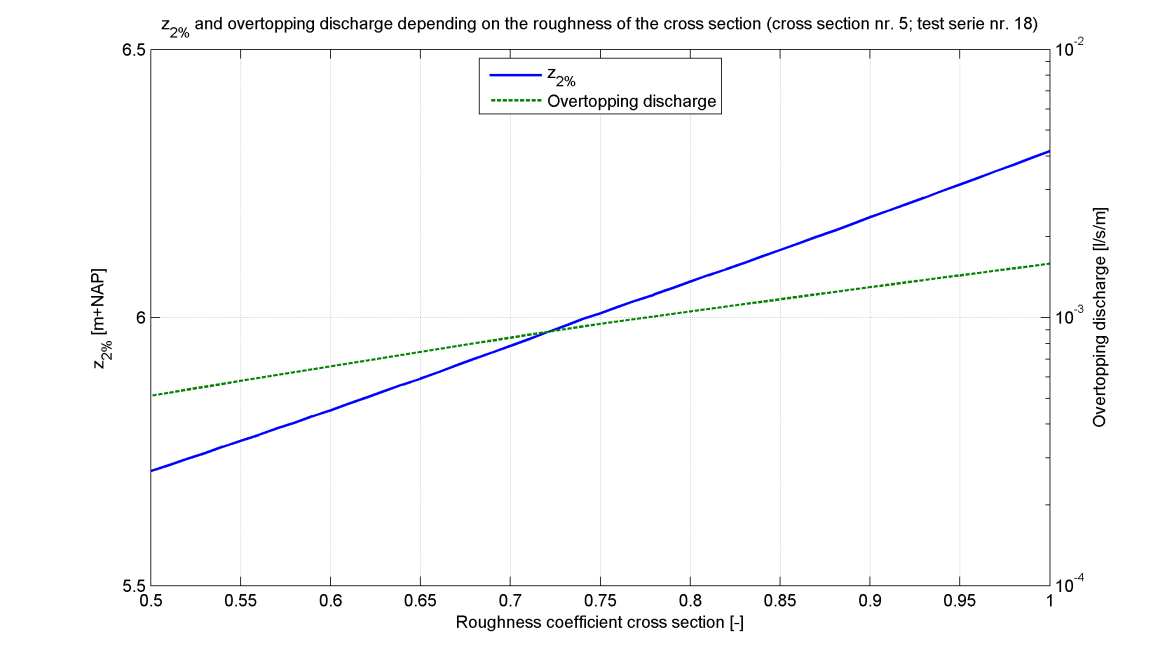 z2% and overtopping discharge depending on the roughness of the cross section (cross section nr. 5; test serie nr. 18)
z2%
Overtopping discharge
6.5
6
5.5
z2% [m+NAP]
10-2
10-3
10-4
Overtopping discharge [l/s/m]
0.5 0.55 0.6 0.65 0.7 0.75 0.8 0.85 0.9 0.95 1
Roughness coefficient cross section [-]